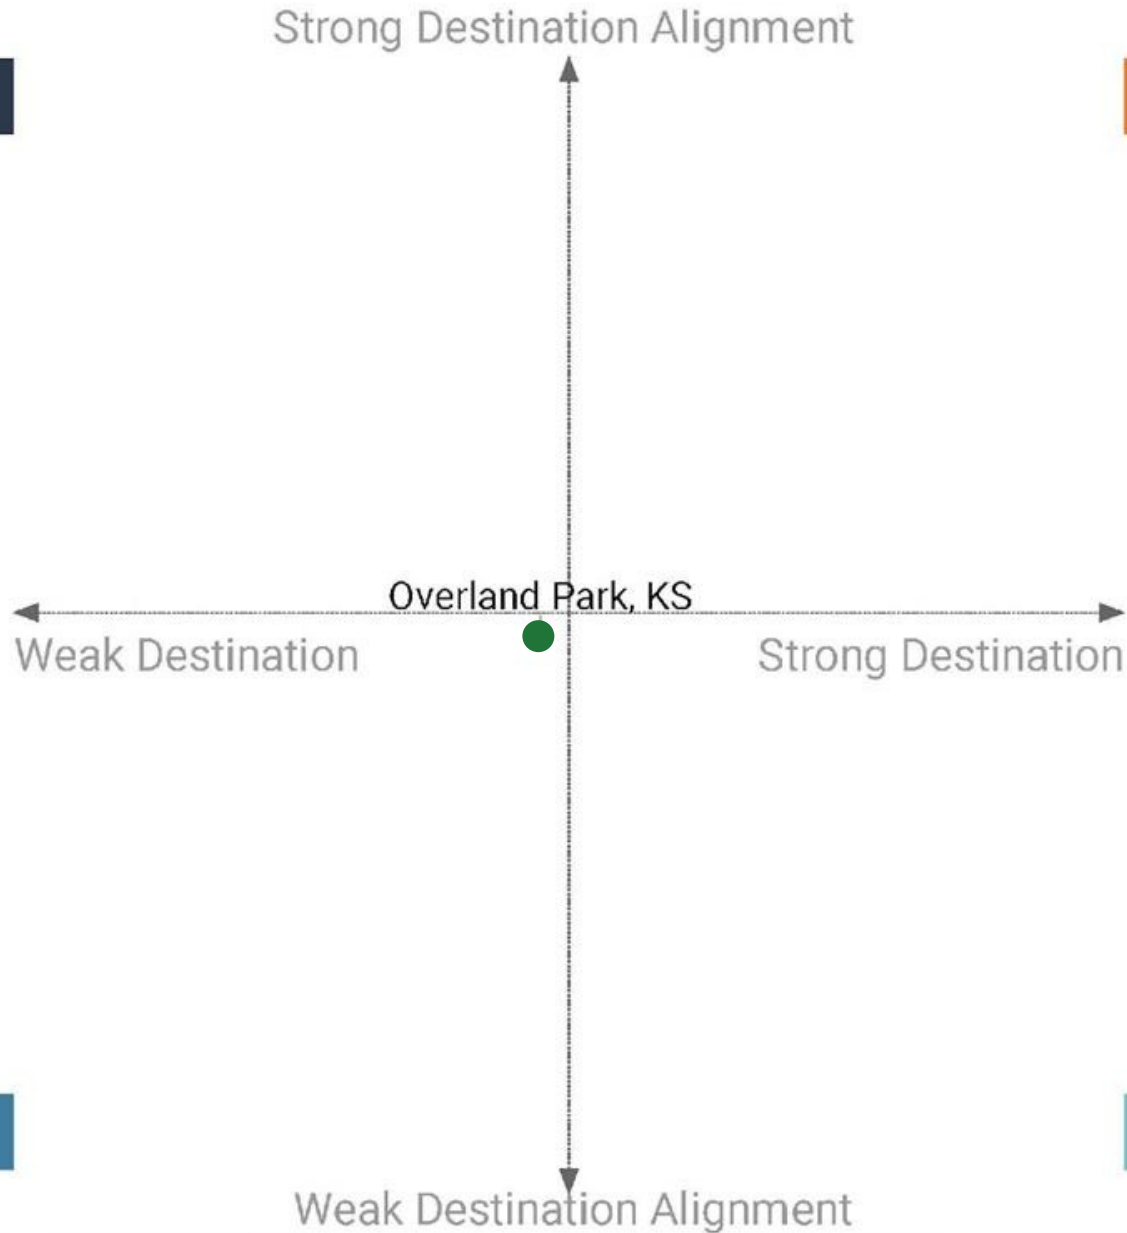 Strong Destination Alignment
Overland Park, KS
Weak Destination
Strong Destination
Weak Destination Alignment